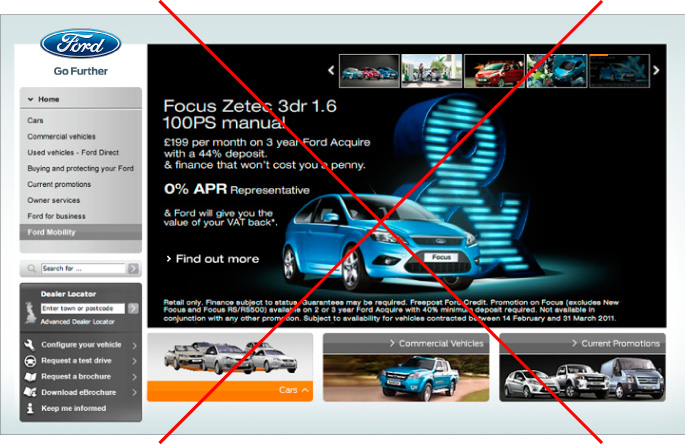 Ford
Go Further
Home
Cars
Commercial vehicles
Used vehicles - Ford Direct
Buying and protecting your Ford
Current promotions
Owner services
Ford for business
Ford Mobility
Search for ...
Dealer Locator
Enter town or postcode
Advanced Dealer Locator
Configure your vehicle
Request a test drive
Request a brochure
Download eBrochure
Keep me informed
Focus Zetec 3dr 1.6
100PS manual
£199 per month on 3 year Ford Acquire
with a 44% deposit.
& finance that won't cost you a penny.
0% APR Representative
& Ford will give you the
value of your VAT back*.
Find out more
&
Focus
Retail only. Finance subject to status. Guarantees may be required. Freepost Ford Credit. Promotion on Focus (excludes New
Focus and Focus RS/RS500) available on 2 or 3 year Ford Acquire with 40% minimum deposit required. Not available in
conjunction with any other promotion. Subject to availability for vehicles contracted between 14 February and 31 March 2011.
Cars
Commercial Vehicles
Current Promotions